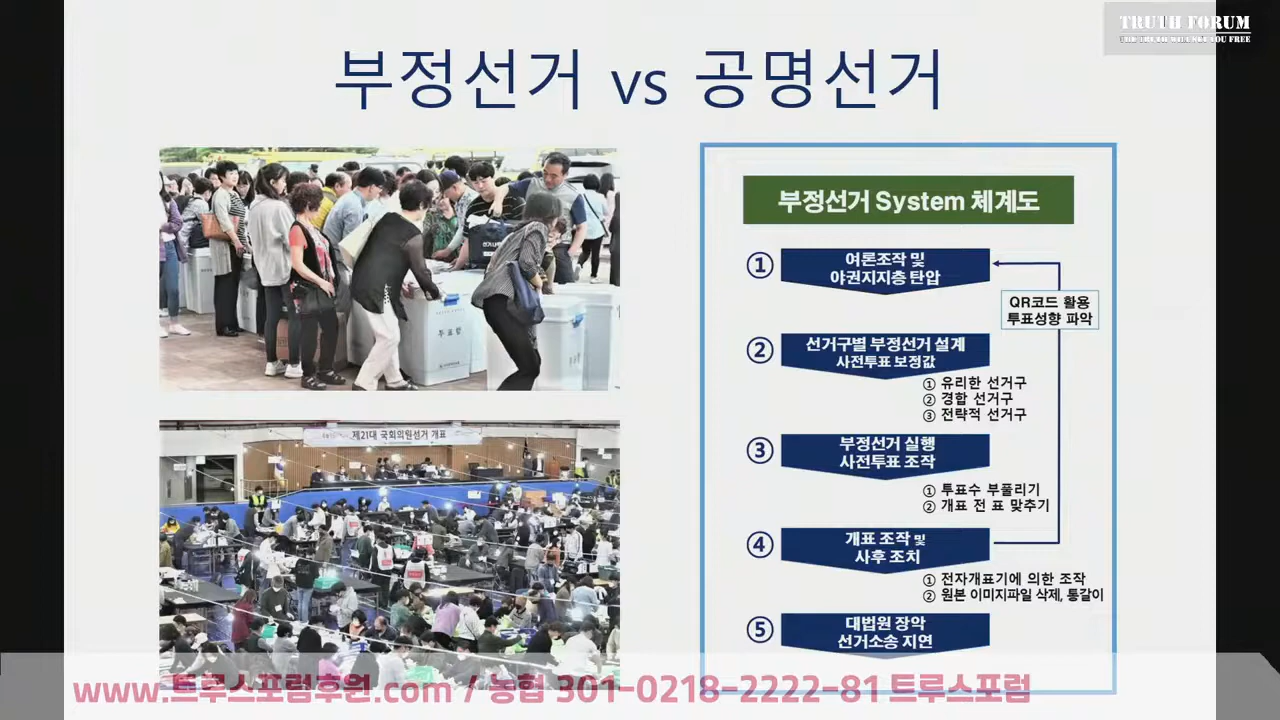 TRUTH FORUM
THE TRUTH WILL SET YOU FREE
부정선거 vs 공명선거
투표함
제21대 국회의원선거 개표
부정선거 System 체계도
① 여론조작 및
야권지지층 탄압
QR코드 활용
투표성향 파악
② 선거구별 부정선거 설계
사전투표 보정값
① 유리한 선거구
② 경합 선거구
③ 전략적 선거구
③ 부정선거 실행
사전투표 조작
① 투표수 부풀리기
② 개표 전 표 맞추기
④ 개표 조작 및
사후 조치
① 전자개표기에 의한 조작
② 원본 이미지파일 삭제, 통갈이
⑤ 대법원 장악
선거소송 지연
www.트루스포럼후원.com / 농협 301-0218-2222-81 트루스포럼